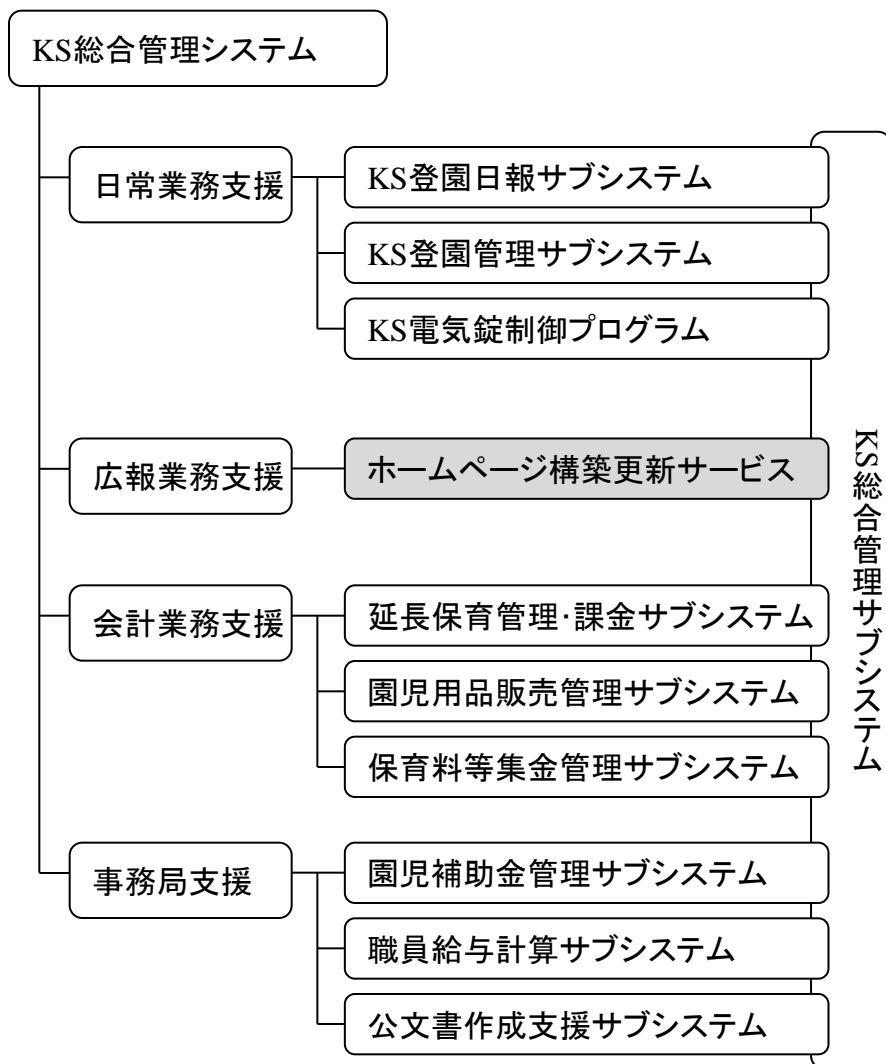 KS総合管理システム
日常業務支援
KS登園日報サブシステム
KS登園管理サブシステム
KS電気錠制御プログラム
広報業務支援
ホームページ構築更新サービス
会計業務支援
延長保育管理・課金サブシステム
園児用品販売管理サブシステム
保育料等集金管理サブシステム
事務局支援
園児補助金管理サブシステム
職員給与計算サブシステム
公文書作成支援サブシステム
KS総合管理サブシステム